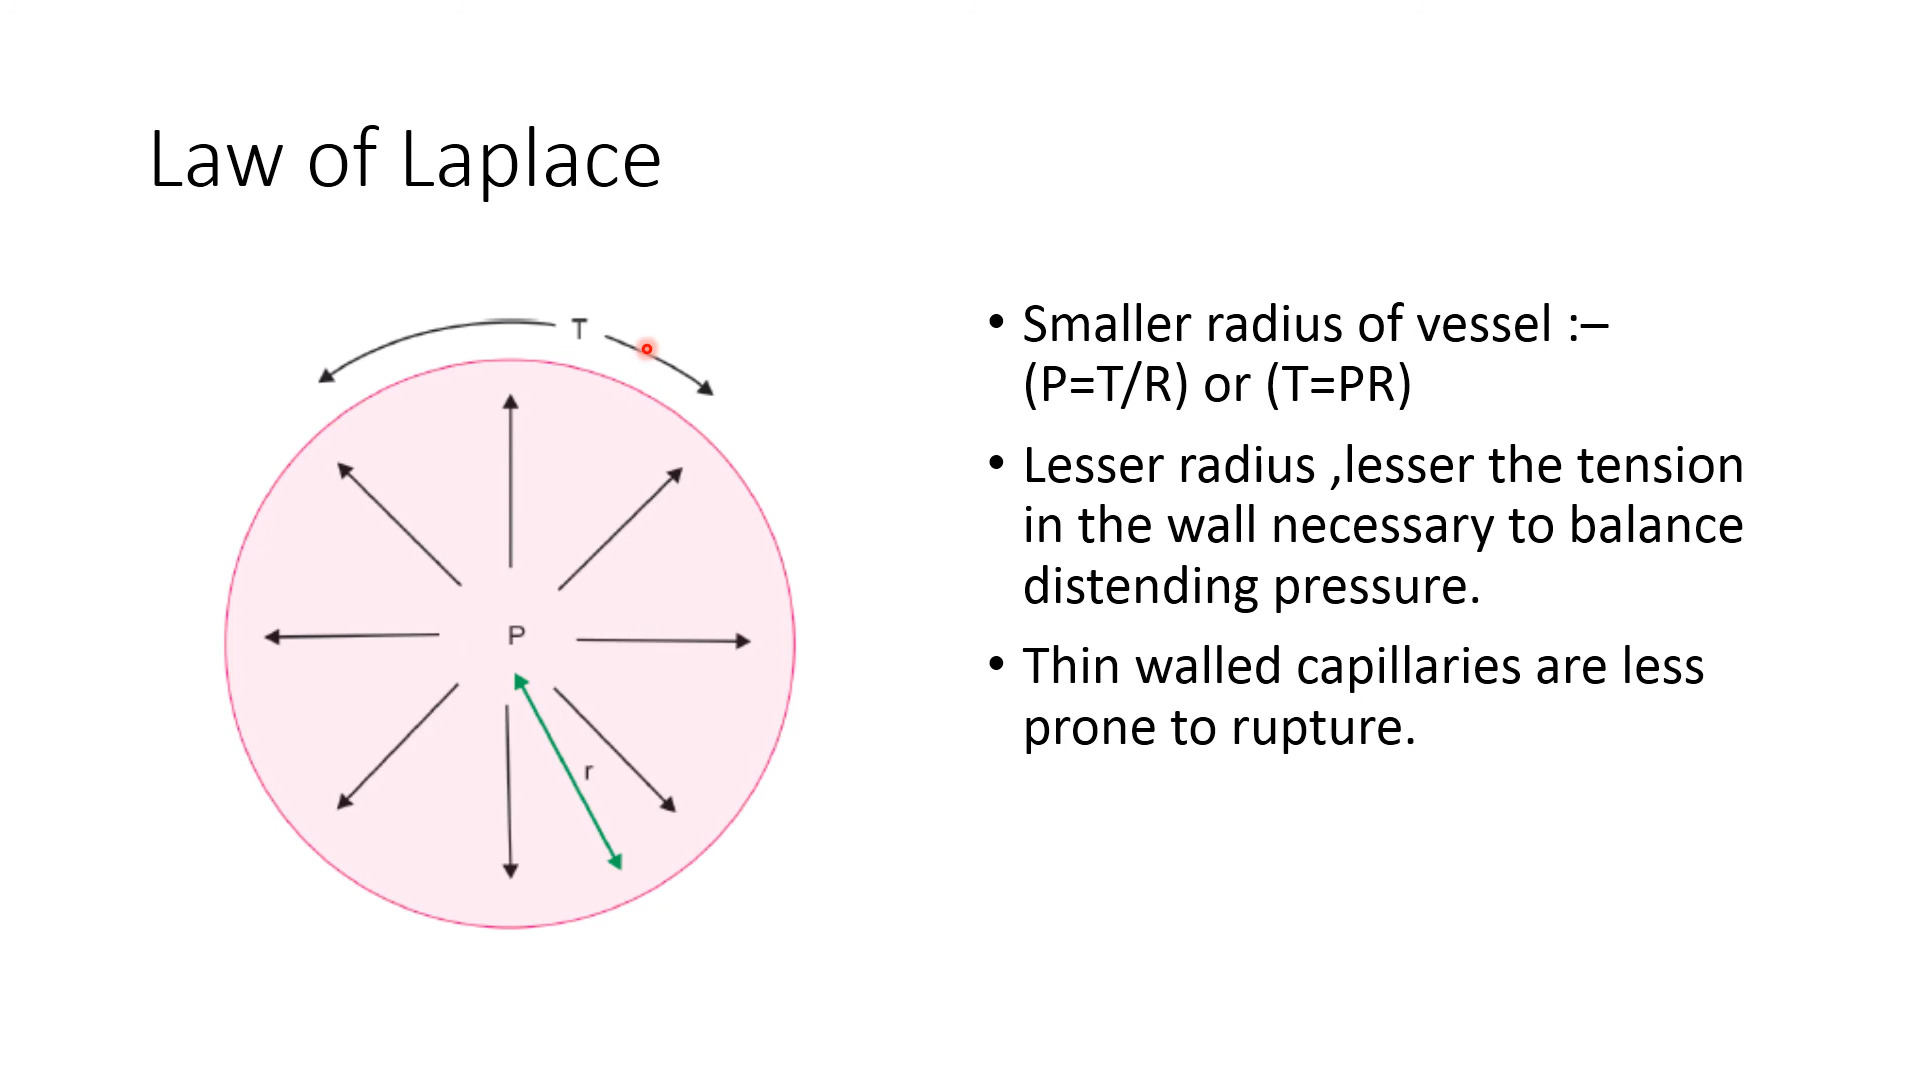 Law of Laplace
T
P
r
• Smaller radius of vessel :–
(P=T/R) or (T=PR)
• Lesser radius ,lesser the tension
in the wall necessary to balance
distending pressure.
• Thin walled capillaries are less
prone to rupture.